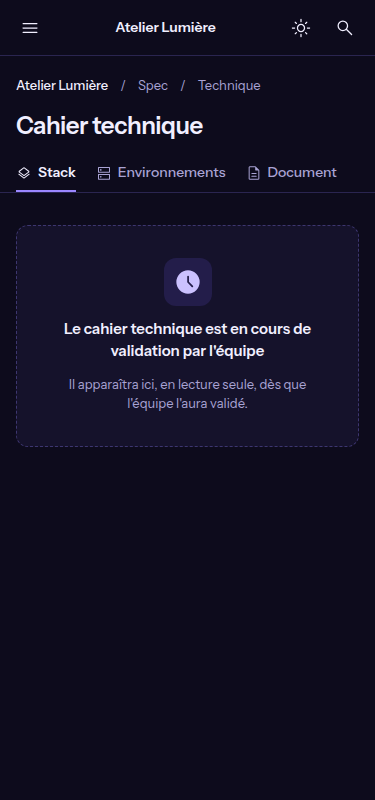 Atelier Lumière
Atelier Lumière / Spec / Technique
Cahier technique
Stack Environnements Document
Le cahier technique est en cours de
validation par l'équipe
Il apparaîtra ici, en lecture seule, dès que
l'équipe l'aura validé.